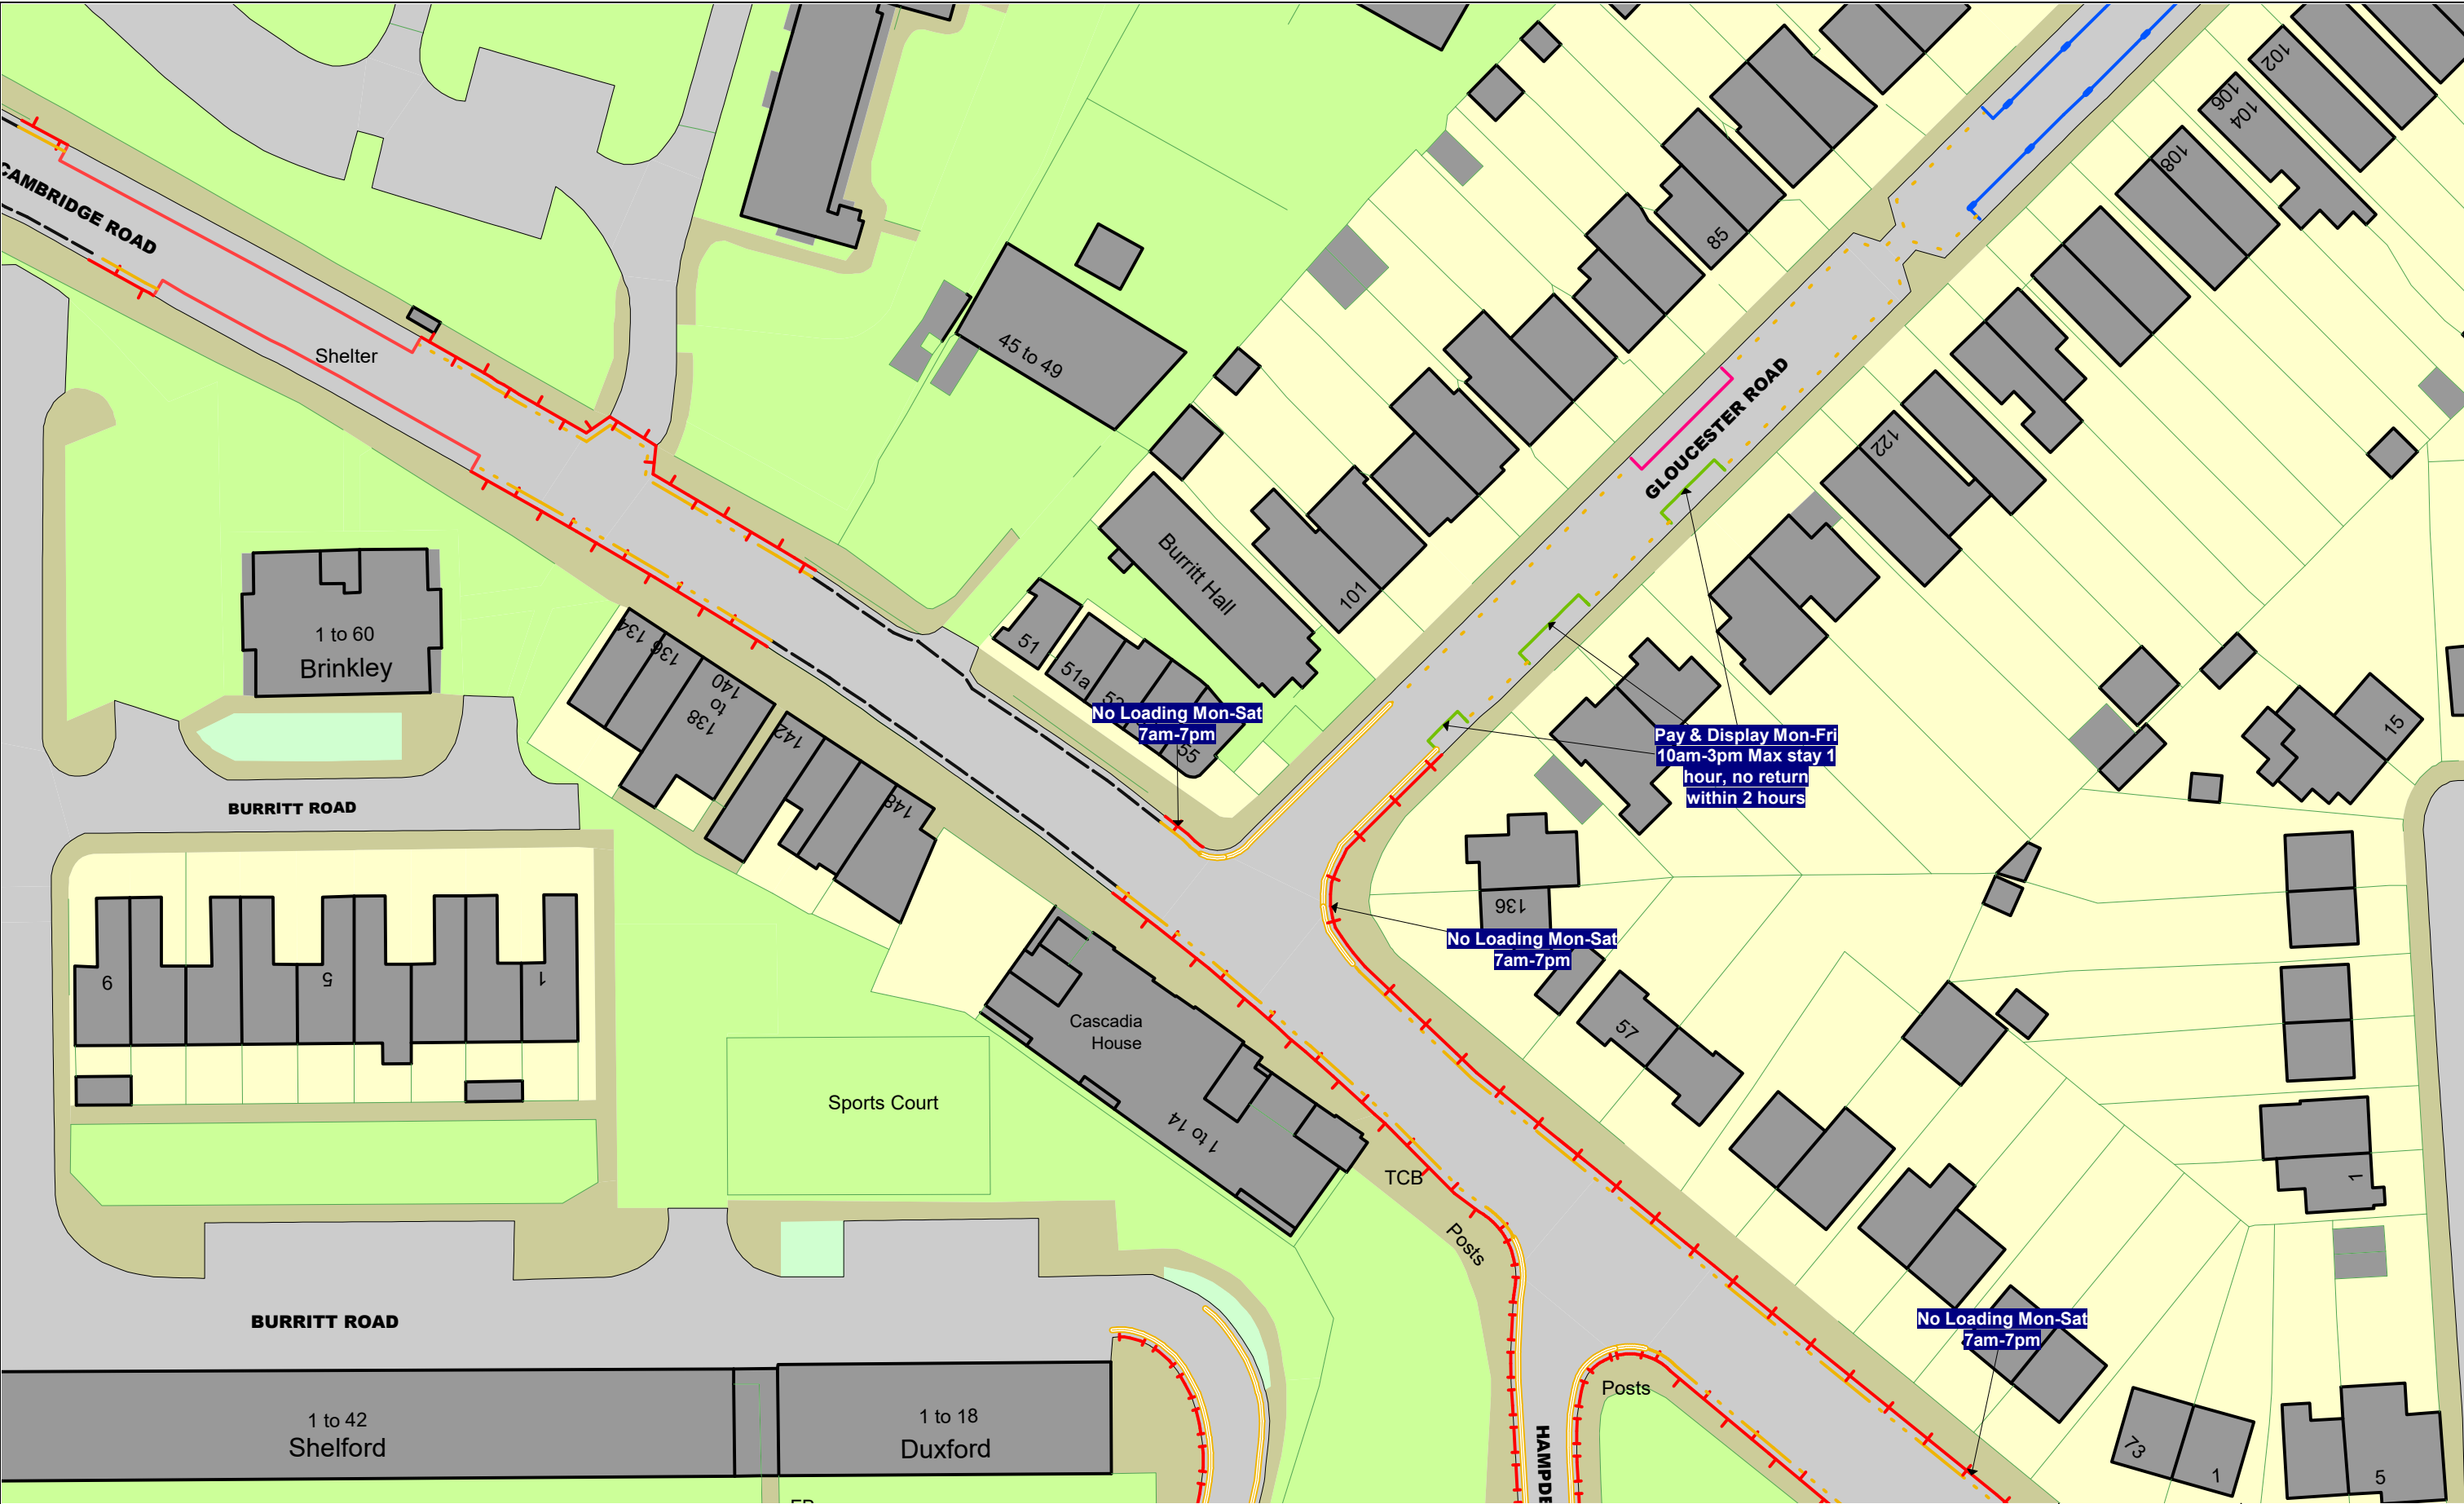 102
106
104
108
CAMBRIDGE ROAD
85
Shelter
45 to 49
GLOUCESTER ROAD
122
Burritt Hall
101
1 to 60
Brinkley
134
136
140
to
138
142
148
51
51a
55
No Loading Mon-Sat
7am-7pm
Pay & Display Mon-Fri
10am-3pm Max stay 1
hour, no return
within 2 hours
15
BURRITT ROAD
136
No Loading Mon-Sat
7am-7pm
9
5
1
Cascadia
House
1 to 14
57
Sports Court
TCB
Posts
1
BURRITT ROAD
No Loading Mon-Sat
7am-7pm
Posts
1 to 42
Shelford
1 to 18
Duxford
HAMPDE
73
1
5